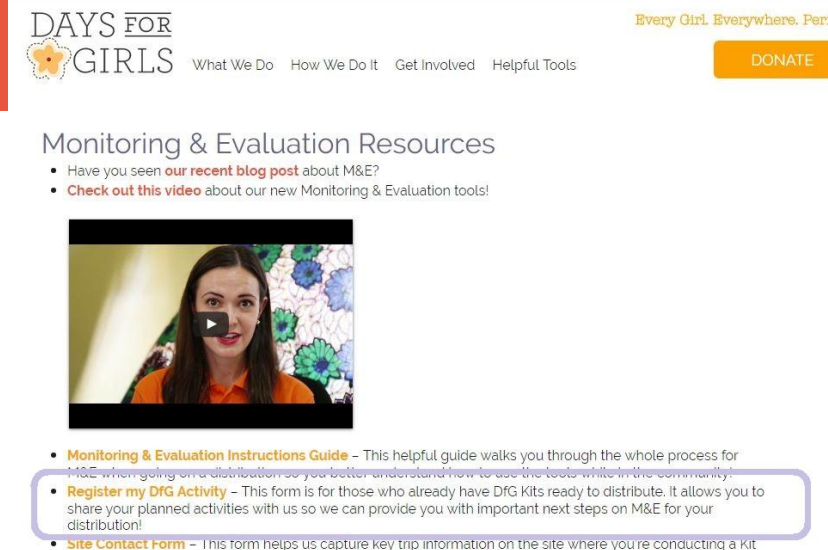 DAYS FOR
GIRLS
Every Girl. Everywhere. Per
What We Do How We Do It Get Involved Helpful Tools
DONATE
Monitoring & Evaluation Resources
Have you seen our recent blog post about M&E?
Check out this video about our new Monitoring & Evaluation tools!
Monitoring & Evaluation Instructions Guide – This helpful guide walks you through the whole process for
M&E when going on a distribution so you better understand how to use the tools while in the community!
Register my DfG Activity – This form is for those who already have DfG Kits ready to distribute. It allows you to
share your planned activities with us so we can provide you with important next steps on M&E for your
distribution!
Site Contact Form – This form helps us capture key trip information on the site where you're conducting a Kit